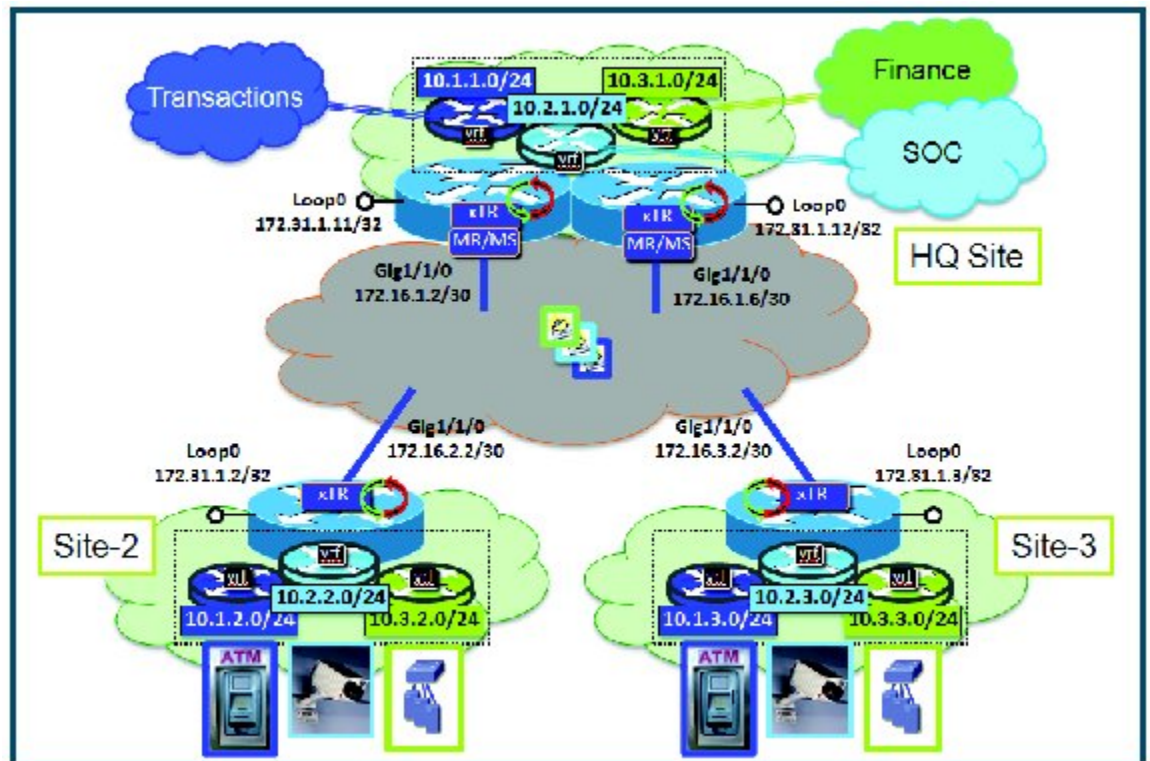 Transactions
10.1.1.0/24
10.3.1.0/24
Finance
10.2.1.0/24
vrf
vrf
vrf
SOC
Loop0
172.31.1.11/32
xTR
MR/MS
xTR
MR/MS
Loop0
172.31.1.12/32
HQ Site
Gig1/1/0
172.16.1.2/30
Gig1/1/0
172.16.1.6/30
Gig1/1/0
172.16.2.2/30
Gig1/1/0
172.16.3.2/30
Loop0
172.31.1.2/32
Loop0
172.31.1.3/32
xTR
xTR
Site-2
Site-3
vrf
vrf
vrf
vrf
vrf
vrf
10.1.2.0/24
10.2.2.0/24
10.3.2.0/24
10.1.3.0/24
10.2.3.0/24
10.3.3.0/24
ATM
ATM